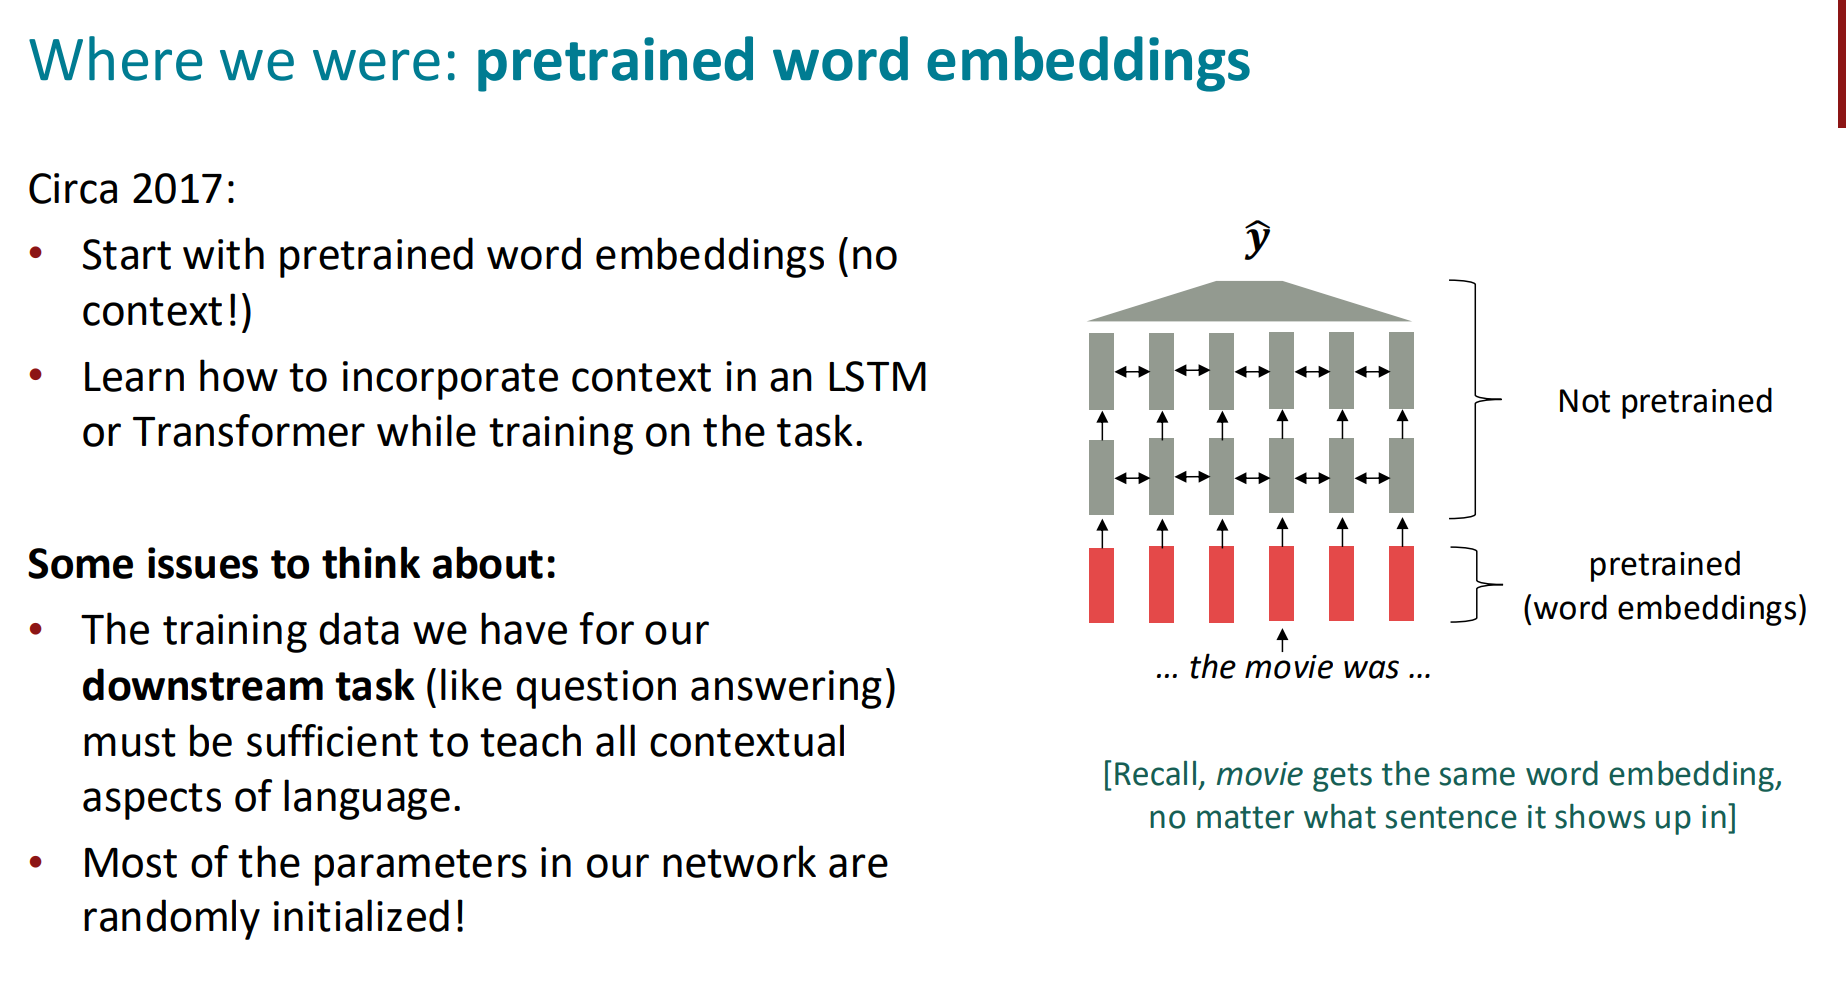 Where we were: pretrained word embeddings
Circa 2017:
• Start with pretrained word embeddings (no
context!)
• Learn how to incorporate context in an LSTM
or Transformer while training on the task.
Some issues to think about:
• The training data we have for our
downstream task (like question answering)
must be sufficient to teach all contextual
aspects of language.
• Most of the parameters in our network are
randomly initialized!
ŷ
Not pretrained
pretrained
(word embeddings)
... the movie was ...
[Recall, movie gets the same word embedding,
no matter what sentence it shows up in]